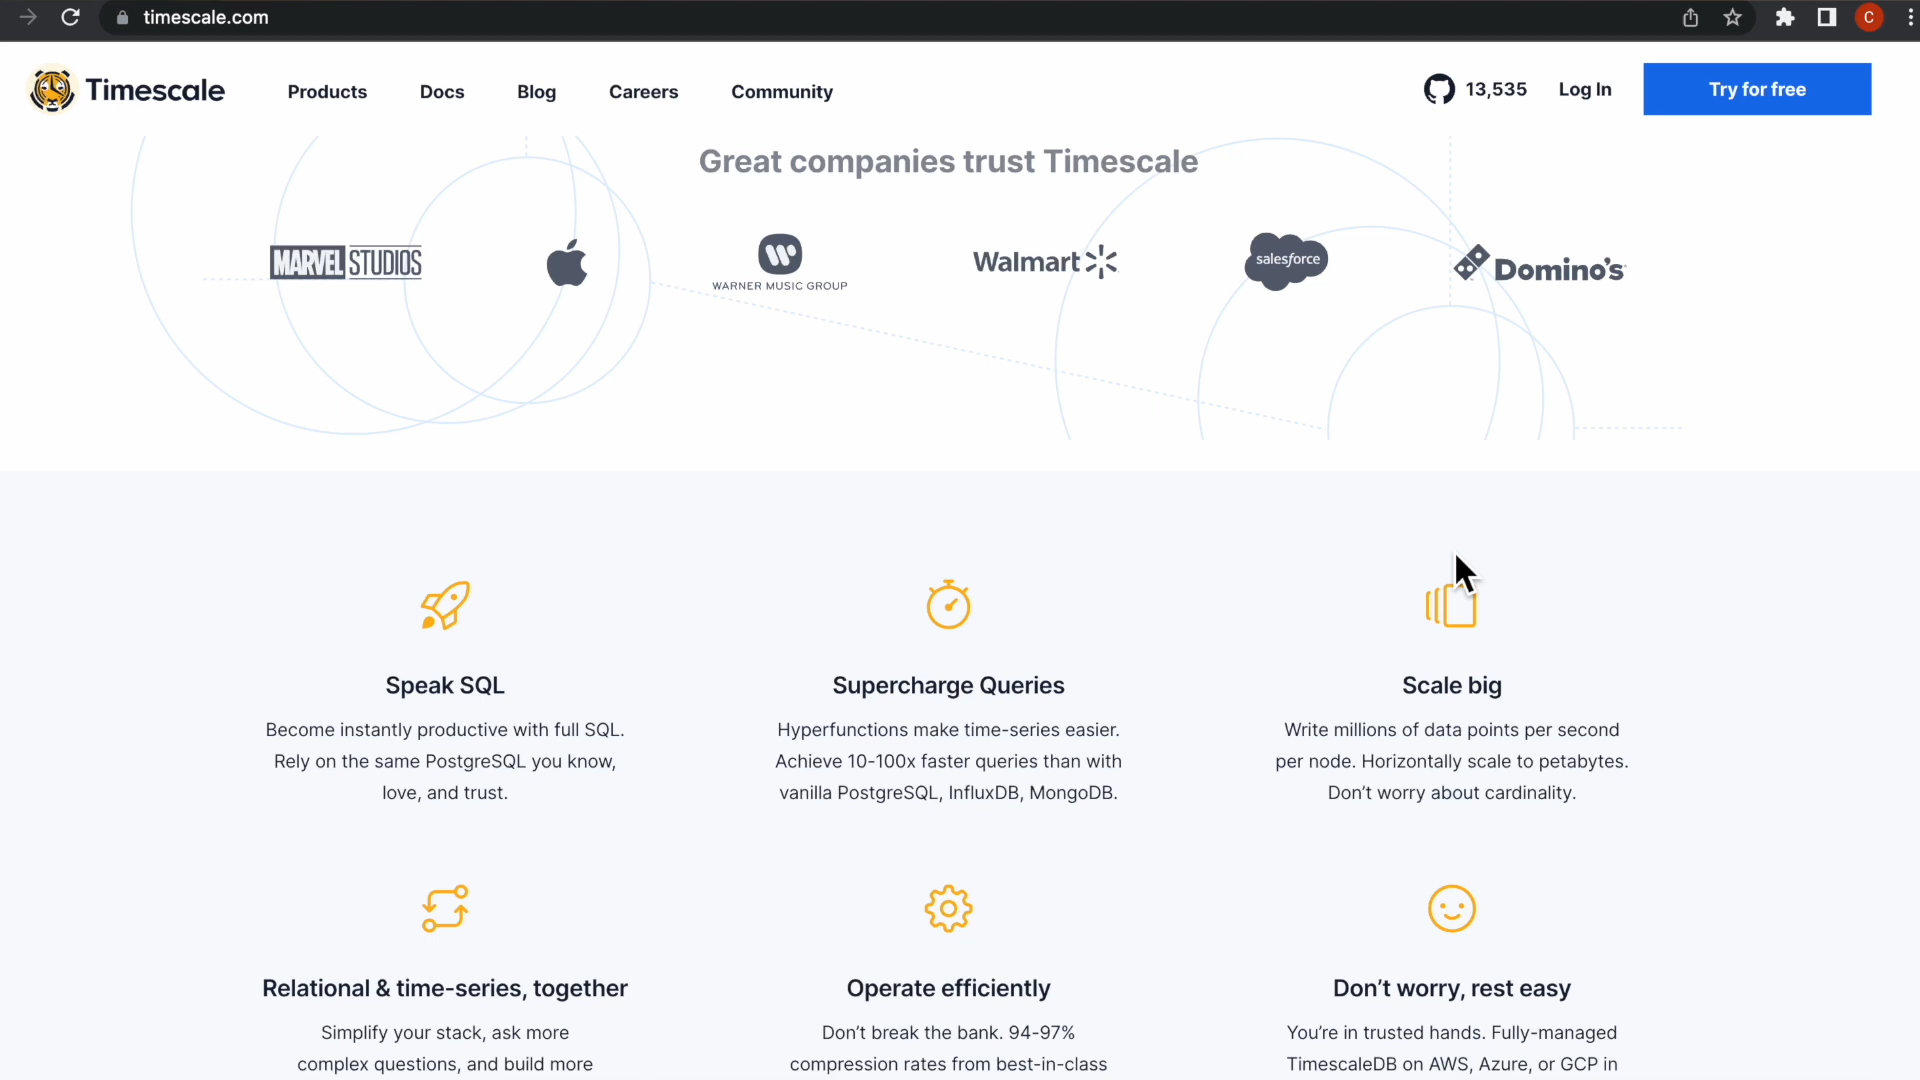 timescale.com
C
Timescale
Products
Docs
Blog
Careers
Community
13,535
Log In
Try for free
Great companies trust Timescale
MARVEL STUDIOS
WARNER MUSIC GROUP
Walmart
salesforce
Domino's
Speak SQL
Become instantly productive with full SQL.
Rely on the same PostgreSQL you know,
love, and trust.
Supercharge Queries
Hyperfunctions make time-series easier.
Achieve 10-100x faster queries than with
vanilla PostgreSQL, InfluxDB, MongoDB.
Scale big
Write millions of data points per second
per node. Horizontally scale to petabytes.
Don’t worry about cardinality.
Relational & time-series, together
Simplify your stack, ask more
complex questions, and build more
Operate efficiently
Don’t break the bank. 94-97%
compression rates from best-in-class
Don’t worry, rest easy
You’re in trusted hands. Fully-managed
TimescaleDB on AWS, Azure, or GCP in